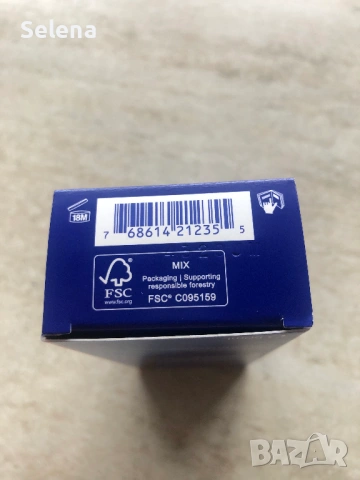 Selena
18M
7 68614 21235 5
MIX
Packaging | Supporting
responsible forestry
FSC
www.fsc.org
FSC® C095159
BAZAR